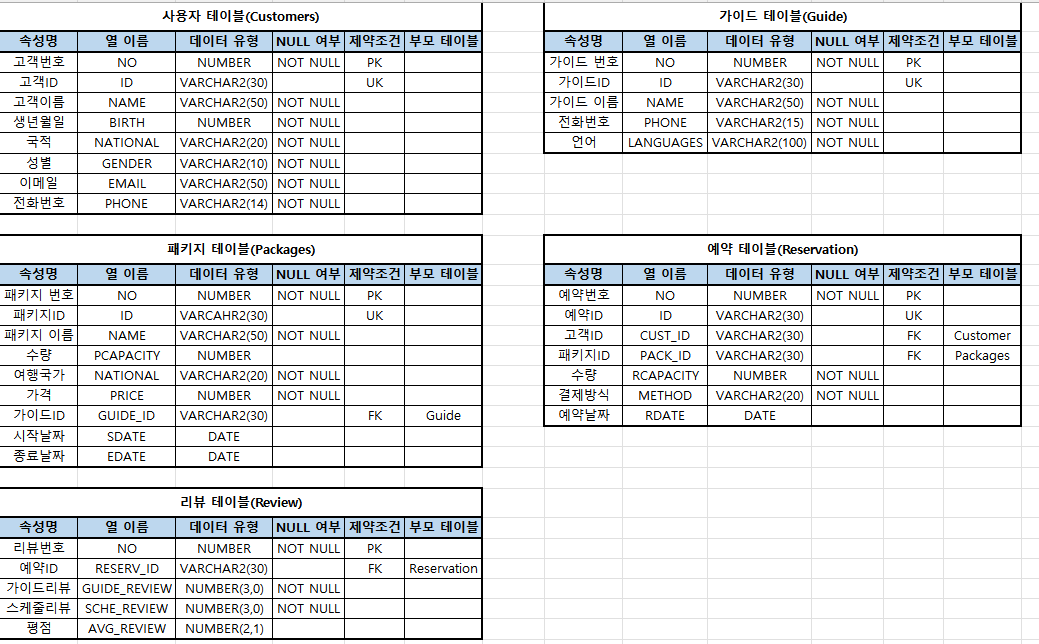 사용자 테이블(Customers)
속성명 열 이름 데이터 유형 NULL 여부 제약조건 부모 테이블
고객번호 NO NUMBER NOT NULL PK
고객ID ID VARCHAR2(30) UK
고객이름 NAME VARCHAR2(50) NOT NULL
생년월일 BIRTH NUMBER NOT NULL
국적 NATIONAL VARCHAR2(20) NOT NULL
성별 GENDER VARCHAR2(10) NOT NULL
이메일 EMAIL VARCHAR2(50) NOT NULL
전화번호 PHONE VARCHAR2(14) NOT NULL
가이드 테이블(Guide)
속성명 열 이름 데이터 유형 NULL 여부 제약조건 부모 테이블
가이드 번호 NO NUMBER NOT NULL PK
가이드ID ID VARCHAR2(30) UK
가이드 이름 NAME VARCHAR2(50) NOT NULL
전화번호 PHONE VARCHAR2(15) NOT NULL
언어 LANGUAGES VARCHAR2(100) NOT NULL
패키지 테이블(Packages)
속성명 열 이름 데이터 유형 NULL 여부 제약조건 부모 테이블
패키지 번호 NO NUMBER NOT NULL PK
패키지ID ID VARCAHR2(30) UK
패키지 이름 NAME VARCHAR2(50) NOT NULL
수량 PCAPACITY NUMBER
여행국가 NATIONAL VARCHAR2(20) NOT NULL
가격 PRICE NUMBER NOT NULL
가이드ID GUIDE_ID VARCHAR2(30) FK Guide
시작날짜 SDATE DATE
종료날짜 EDATE DATE
예약 테이블(Reservation)
속성명 열 이름 데이터 유형 NULL 여부 제약조건 부모 테이블
예약번호 NO NUMBER NOT NULL PK
예약ID ID VARCHAR2(30) UK
고객ID CUST_ID VARCHAR2(30) FK Customer
패키지ID PACK_ID VARCHAR2(30) FK Packages
수량 RCAPACITY NUMBER NOT NULL
결제방식 METHOD VARCHAR2(20) NOT NULL
예약날짜 RDATE DATE
리뷰 테이블(Review)
속성명 열 이름 데이터 유형 NULL 여부 제약조건 부모 테이블
리뷰번호 NO NUMBER NOT NULL PK
예약ID RESERV_ID VARCHAR2(30) FK Reservation
가이드리뷰 GUIDE_REVIEW NUMBER(3,0) NOT NULL
스케줄리뷰 SCHE_REVIEW NUMBER(3,0) NOT NULL
평점 AVG_REVIEW NUMBER(2,1)